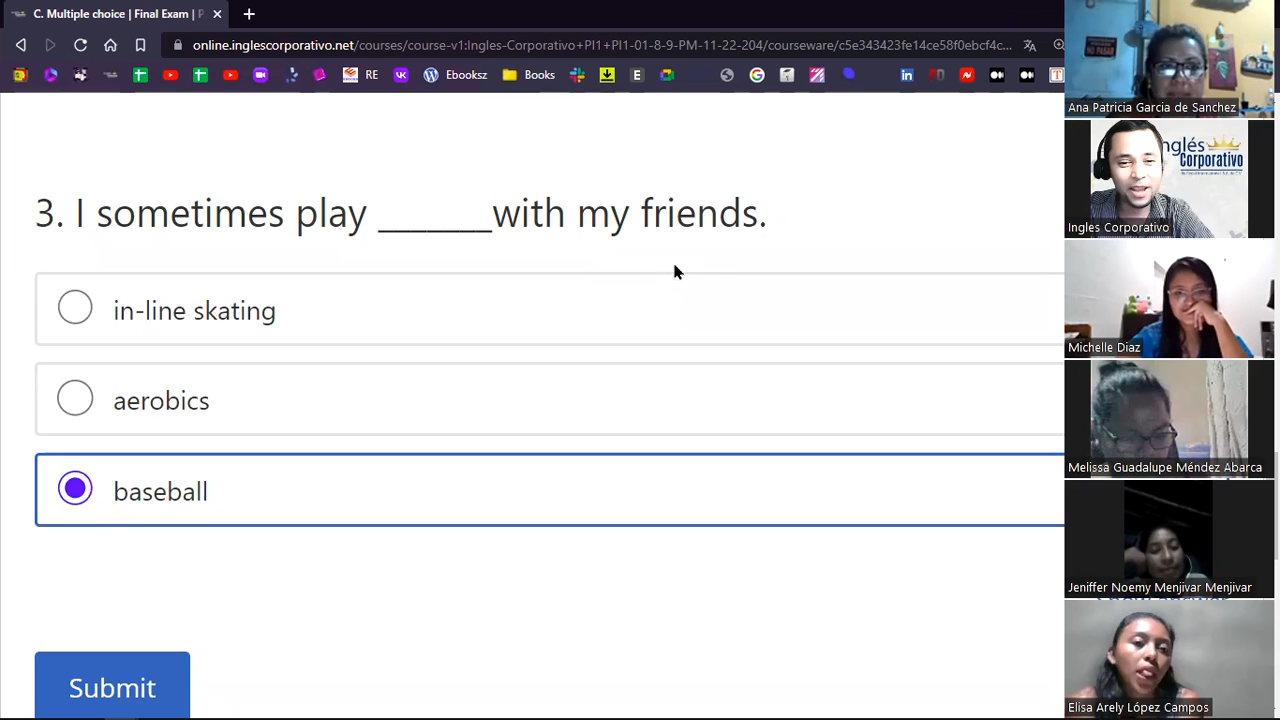 C. Multiple choice | Final Exam | P
online.inglescorporativo.net/courses/course-v1:Ingles-Corporativo+PI1+PI1-01-8-9-PM-11-22-204/courseware/c5e343423fe14ce58f0ebcf4c...
RE
Ebooksz
Books
3. I sometimes play _______with my friends.
in-line skating
aerobics
baseball
Submit
NO PASAR
Ana Patricia García de Sanchez
Inglés
Corporativo
Ingles Corporativo
Michelle Diaz
Melissa Guadalupe Méndez Abarca
Jeniffer Noemy Menjivar Menjivar
Elisa Arely López Campos